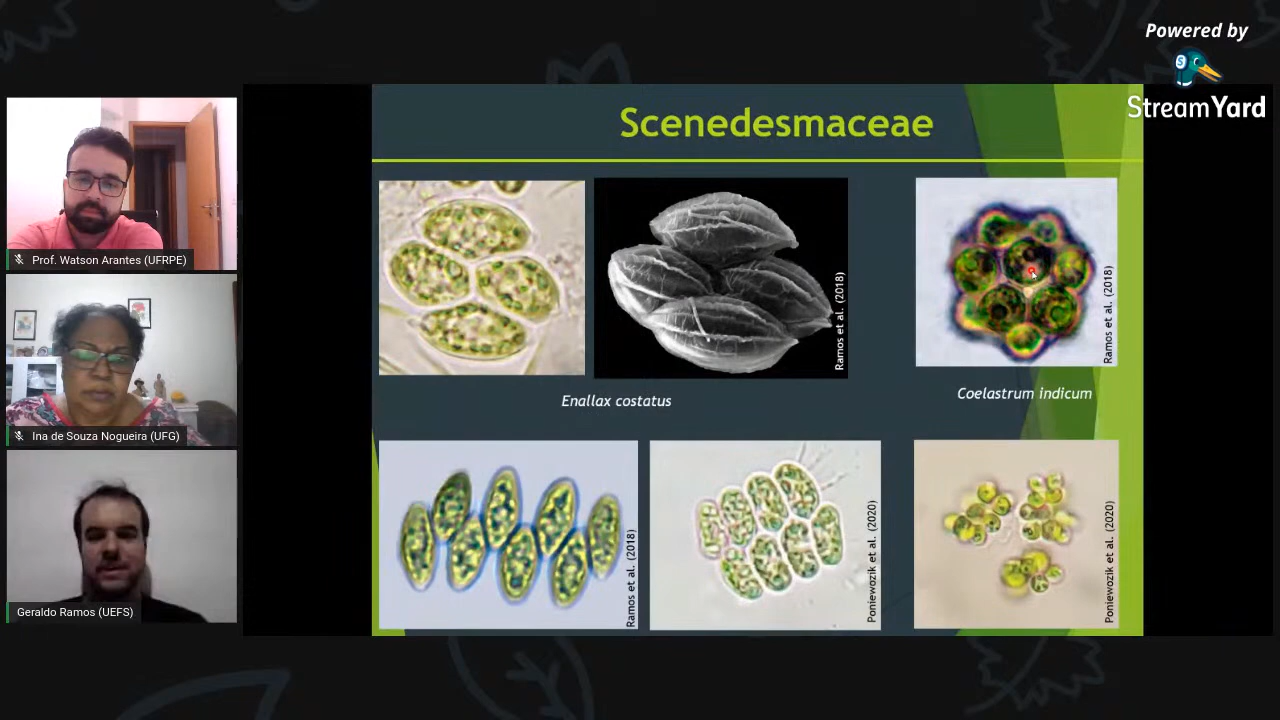 Powered by
StreamYard
Prof. Watson Arantes (UFRPE)
Ina de Souza Nogueira (UFG)
Geraldo Ramos (UEFS)
Scenedesmaceae
Ramos et al. (2018)
Ramos et al. (2018)
Enallax costatus
Coelastrum indicum
Ramos et al. (2018)
Poniewozik et al. (2020)
Poniewozik et al. (2020)